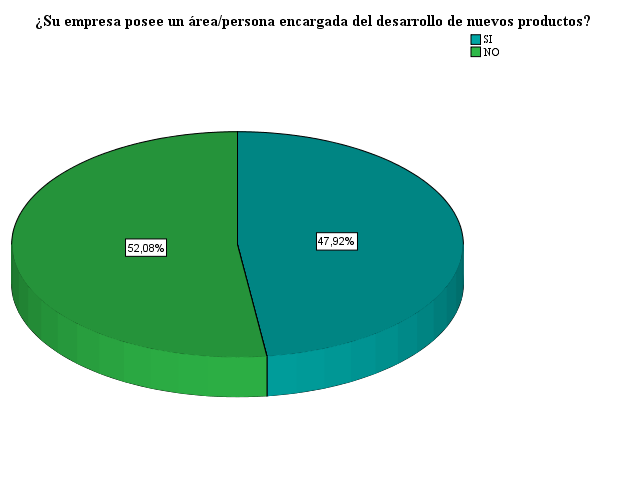 ¿Su empresa posee un área/persona encargada del desarrollo de nuevos productos?
SI
NO
52,08%
47,92%